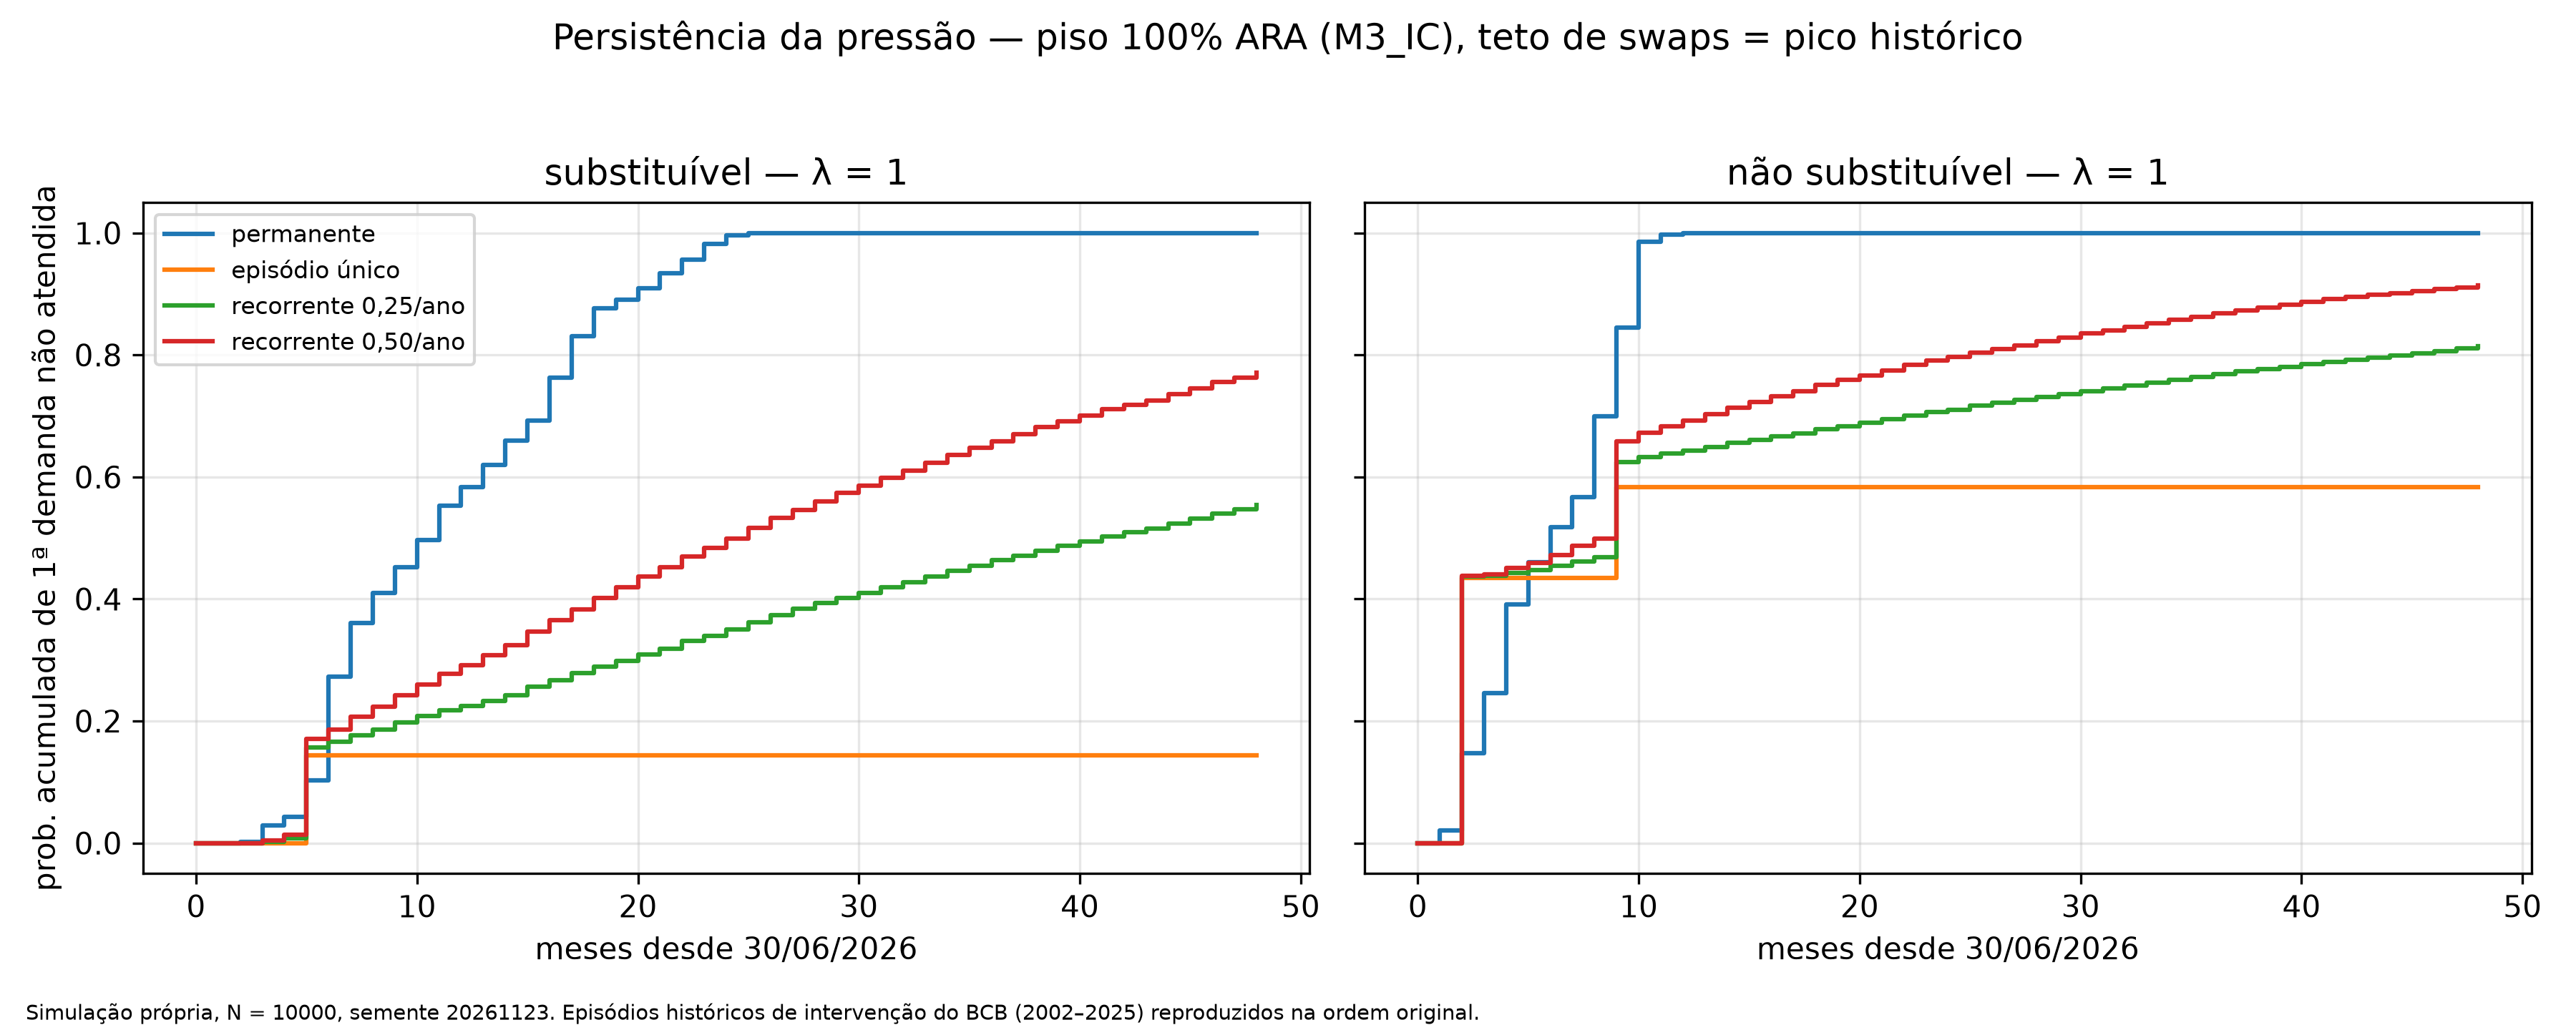 Persistência da pressão — piso 100% ARA (M3_IC), teto de swaps = pico histórico
substituível — λ = 1
prob. acumulada de 1ª demanda não atendida
1.0
0.8
0.6
0.4
0.2
0.0
permanente
episódio único
recorrente 0,25/ano
recorrente 0,50/ano
0 10 20 30 40 50
meses desde 30/06/2026
não substituível — λ = 1
0 10 20 30 40 50
meses desde 30/06/2026
Simulação própria, N = 10000, semente 20261123. Episódios históricos de intervenção do BCB (2002–2025) reproduzidos na ordem original.